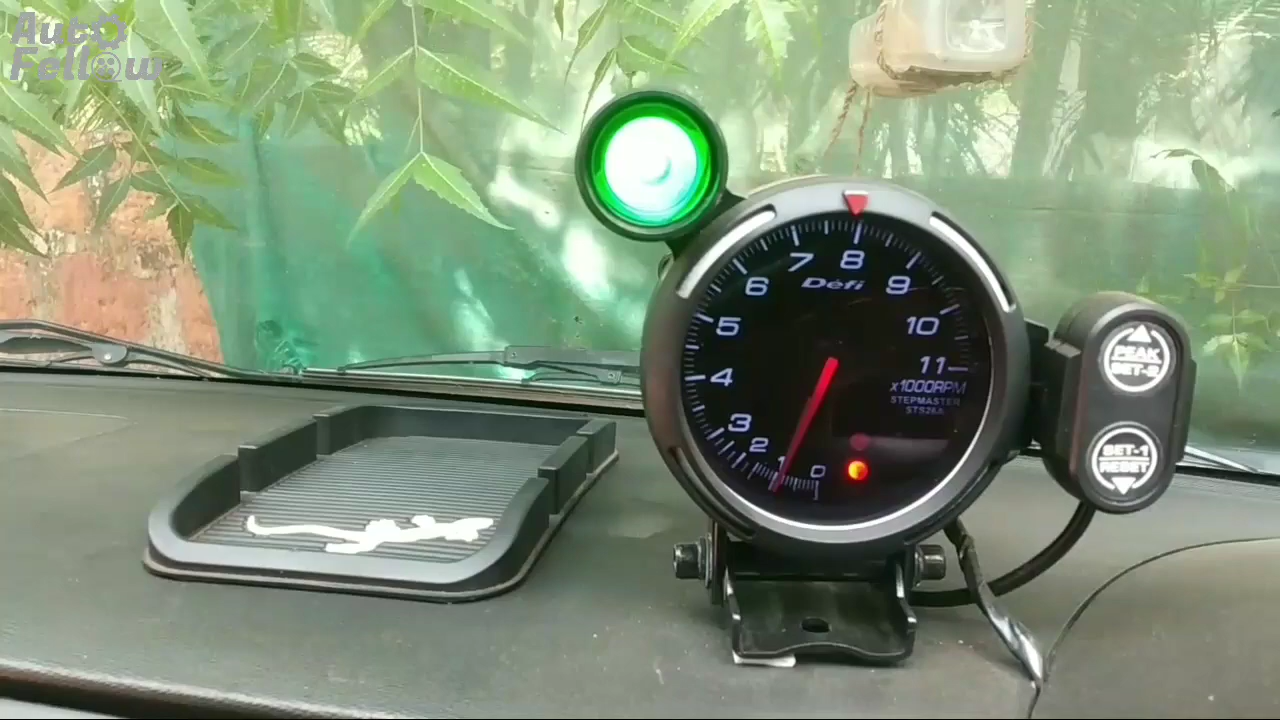 Auto
Fellow
8
7
9
Défi
6
5
10
11
4
x1000RPM
STEPMASTER
3
2
1
0
PEAK
SET-2
SET-1
RESET